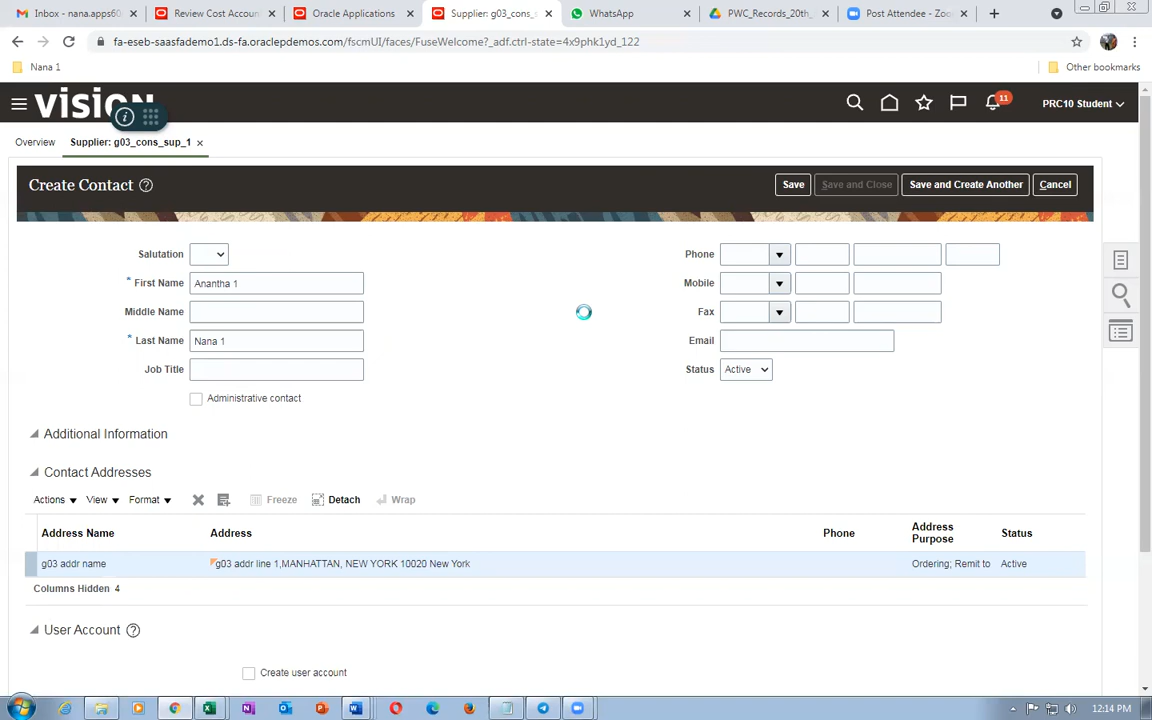 Inbox - nana.apps60
Review Cost Accoun
Oracle Applications
Supplier: g03_cons_s
WhatsApp
PWC_Records_20th_
Post Attendee - Zoo
fa-eseb-saasfademo1.ds-fa.oraclepdemos.com/fscmUI/faces/FuseWelcome?_adf.ctrl-state=4x9phk1yd_122
Nana 1
Other bookmarks
vision
11
PRC10 Student
Overview
Supplier: g03_cons_sup_1
Create Contact
Save
Save and Close
Save and Create Another
Cancel
Salutation
* First Name Anantha 1
Middle Name
* Last Name Nana 1
Job Title
Administrative contact
Phone
Mobile
Fax
Email
Status Active
Additional Information
Contact Addresses
Actions View Format Freeze Detach Wrap
Address Name Address Phone Address Purpose Status
g03 addr name g03 addr line 1,MANHATTAN, NEW YORK 10020 New York Ordering; Remit to Active
Columns Hidden 4
User Account
Create user account
12:14 PM